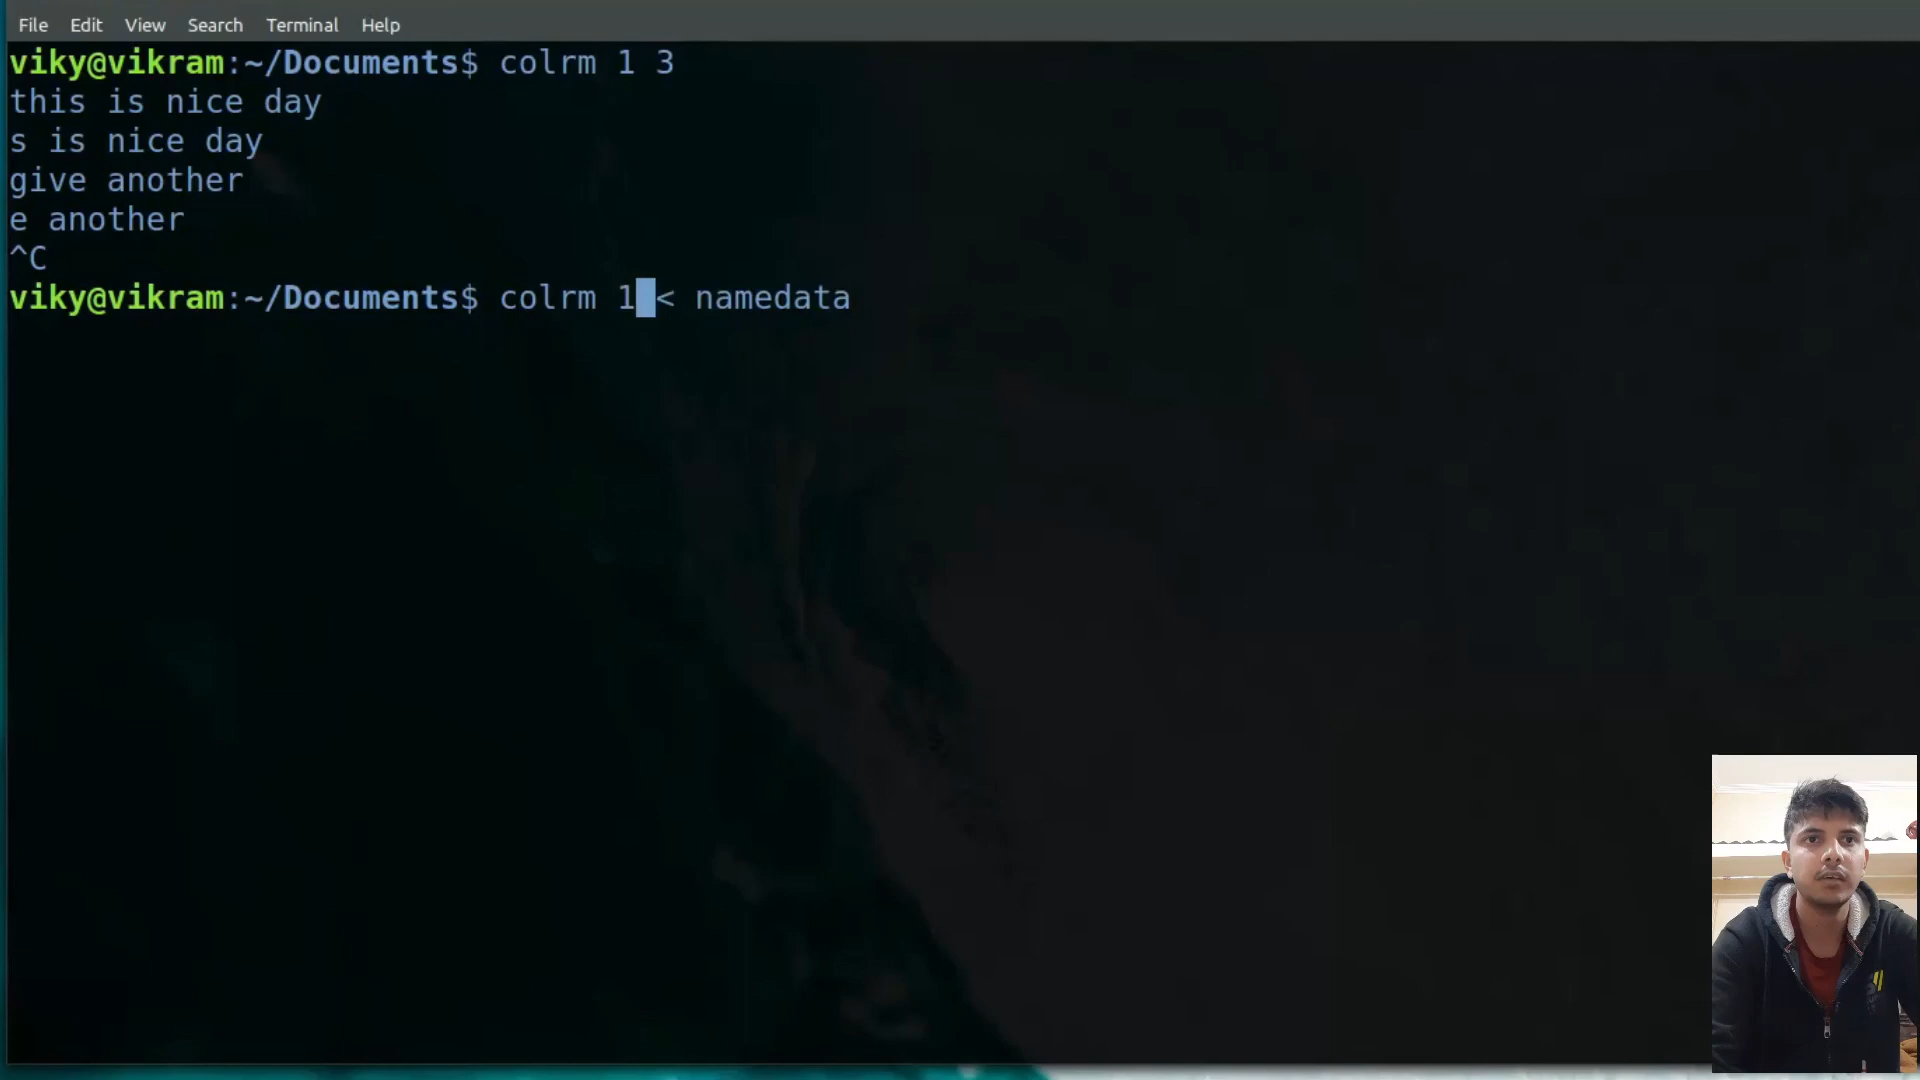 File Edit View Search Terminal Help
viky@vikram:~/Documents$ colrm 1 3
this is nice day
s is nice day
give another
e another
^C
viky@vikram:~/Documents$ colrm 1 < namedata